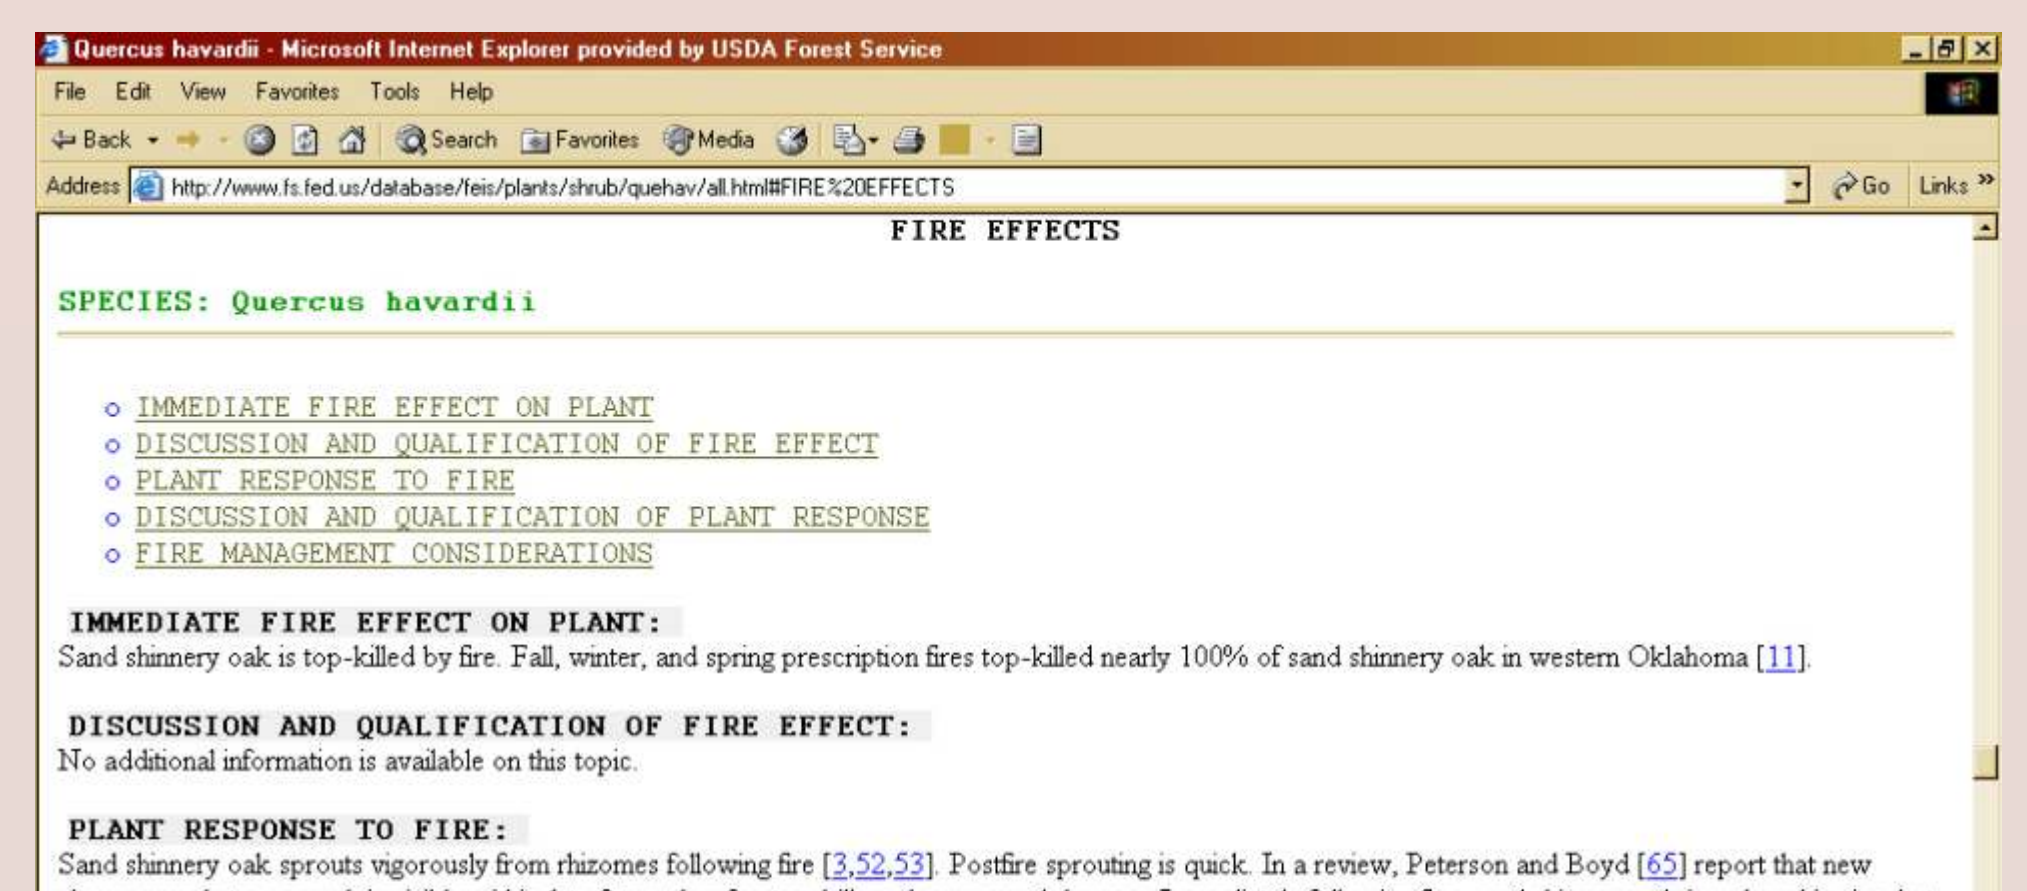 Quercus havardii - Microsoft Internet Explorer provided by USDA Forest Service
File Edit View Favorites Tools Help
Back Search Favorites Media
Address http://www.fs.fed.us/database/feis/plants/shrub/quehav/all.html#FIRE%20EFFECTS Go Links »
FIRE EFFECTS
SPECIES: Quercus havardii
IMMEDIATE FIRE EFFECT ON PLANT
DISCUSSION AND QUALIFICATION OF FIRE EFFECT
PLANT RESPONSE TO FIRE
DISCUSSION AND QUALIFICATION OF PLANT RESPONSE
FIRE MANAGEMENT CONSIDERATIONS
IMMEDIATE FIRE EFFECT ON PLANT:
Sand shinnery oak is top-killed by fire. Fall, winter, and spring prescription fires top-killed nearly 100% of sand shinnery oak in western Oklahoma [11].
DISCUSSION AND QUALIFICATION OF FIRE EFFECT:
No additional information is available on this topic.
PLANT RESPONSE TO FIRE:
Sand shinnery oak sprouts vigorously from rhizomes following fire [3,52,53]. Postfire sprouting is quick. In a review, Peterson and Boyd [65] report that new